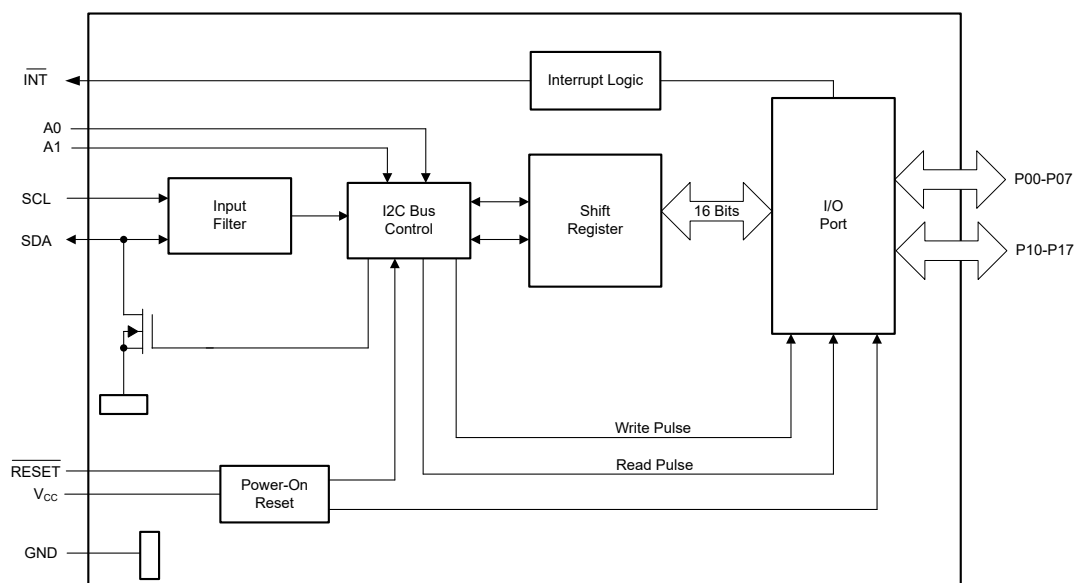 INT
Interrupt Logic
A0
A1
SCL
SDA
Input
Filter
I2C Bus
Control
Shift
Register
16 Bits
I/O
Port
P00-P07
P10-P17
Write Pulse
Read Pulse
RESET
VCC
Power-On
Reset
GND